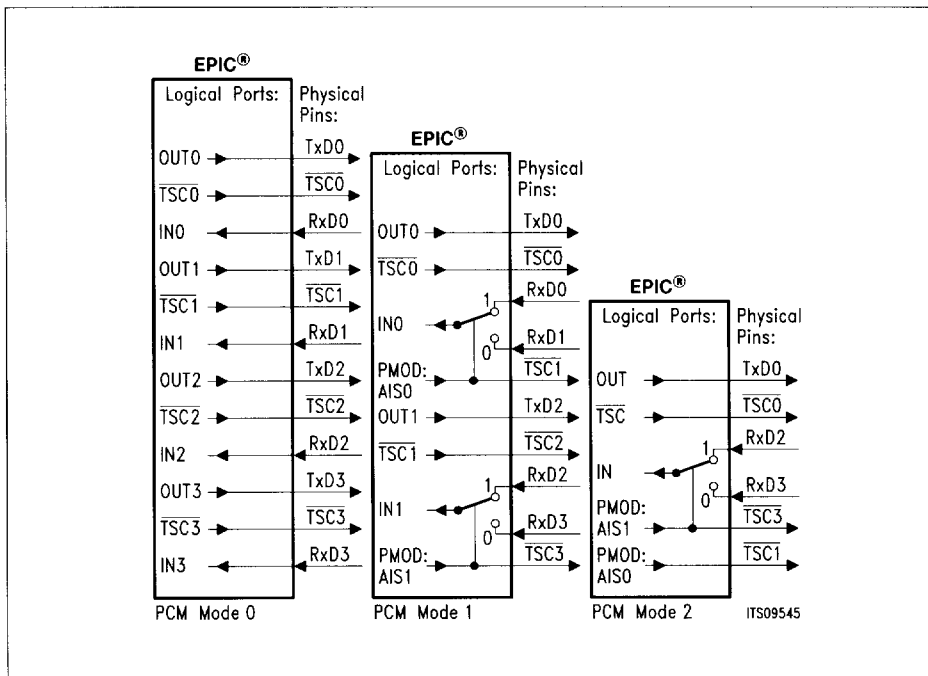 EPIC®
Logical Ports:
Physical Pins:
OUT0
TxD0
TSC0
TSC0
IN0
RxD0
OUT1
TxD1
TSC1
TSC1
IN1
RxD1
OUT2
TxD2
TSC2
TSC2
IN2
RxD2
OUT3
TxD3
TSC3
TSC3
IN3
RxD3
PCM Mode 0
EPIC®
Logical Ports:
Physical Pins:
OUT0
TxD0
TSC0
TSC0
1
RxD0
IN0
0
RxD1
PMOD:
AIS0
TSC1
OUT1
TxD2
TSC1
TSC2
1
RxD2
IN1
0
RxD3
PMOD:
AIS1
TSC3
PCM Mode 1
EPIC®
Logical Ports:
Physical Pins:
OUT
TxD0
TSC
TSC0
1
RxD2
IN
0
RxD3
PMOD:
AIS1
TSC3
PMOD:
AIS0
TSC1
PCM Mode 2
ITS09545